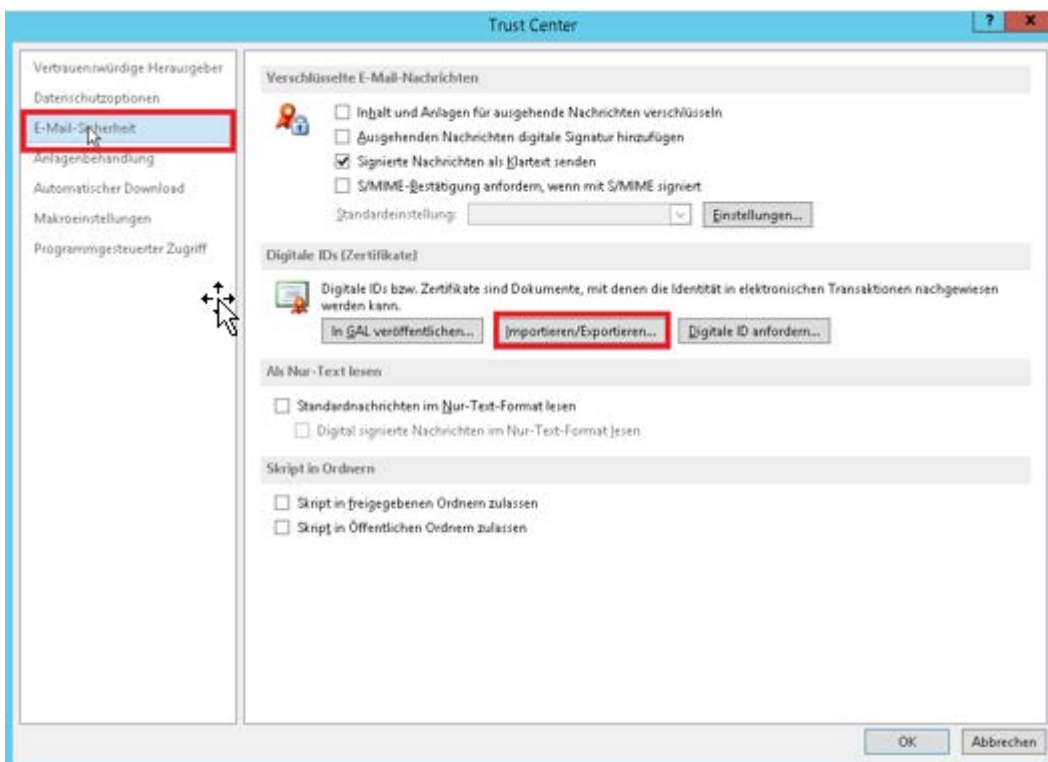 Trust Center
?
x
Vertrauenswürdige Herausgeber
Datenschutzoptionen
E-Mail-Sicherheit
Anlagenbehandlung
Automatischer Download
Makroeinstellungen
Programmgesteuerter Zugriff
Verschlüsselte E-Mail-Nachrichten
Inhalt und Anlagen für ausgehende Nachrichten verschlüsseln
Ausgehenden Nachrichten digitale Signatur hinzufügen
Signierte Nachrichten als Klartext senden
S/MIME-Bestätigung anfordern, wenn mit S/MIME signiert
Standardeinstellung:
Einstellungen...
Digitale IDs (Zertifikate)
Digitale IDs bzw. Zertifikate sind Dokumente, mit denen die Identität in elektronischen Transaktionen nachgewiesen
werden kann.
In GAL veröffentlichen...
Importieren/Exportieren...
Digitale ID anfordern...
Als Nur-Text lesen
Standardnachrichten im Nur-Text-Format lesen
Digital signierte Nachrichten im Nur-Text-Format lesen
Skript in Ordnern
Skript in freigegebenen Ordnern zulassen
Skript in Öffentlichen Ordnern zulassen
OK
Abbrechen